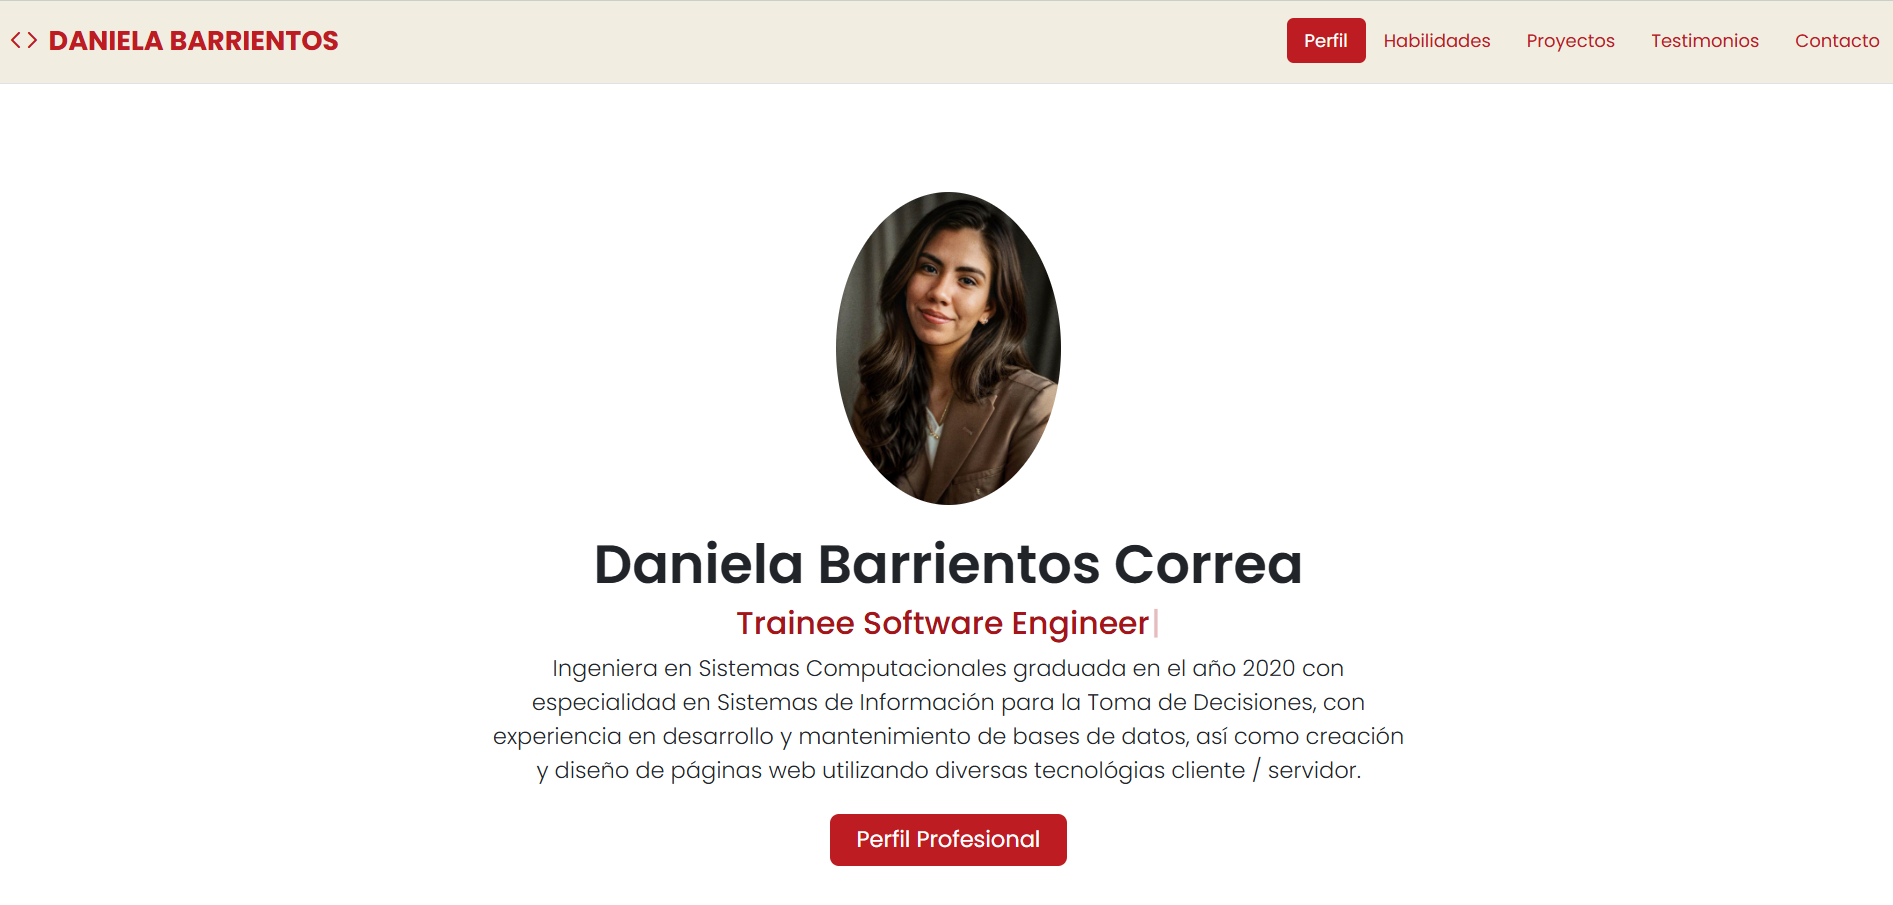 <> DANIELA BARRIENTOS
Perfil Habilidades Proyectos Testimonios Contacto
Daniela Barrientos Correa
Trainee Software Engineer|
Ingeniera en Sistemas Computacionales graduada en el año 2020 con
especialidad en Sistemas de Información para la Toma de Decisiones, con
experiencia en desarrollo y mantenimiento de bases de datos, así como creación
y diseño de páginas web utilizando diversas tecnológias cliente / servidor.
Perfil Profesional